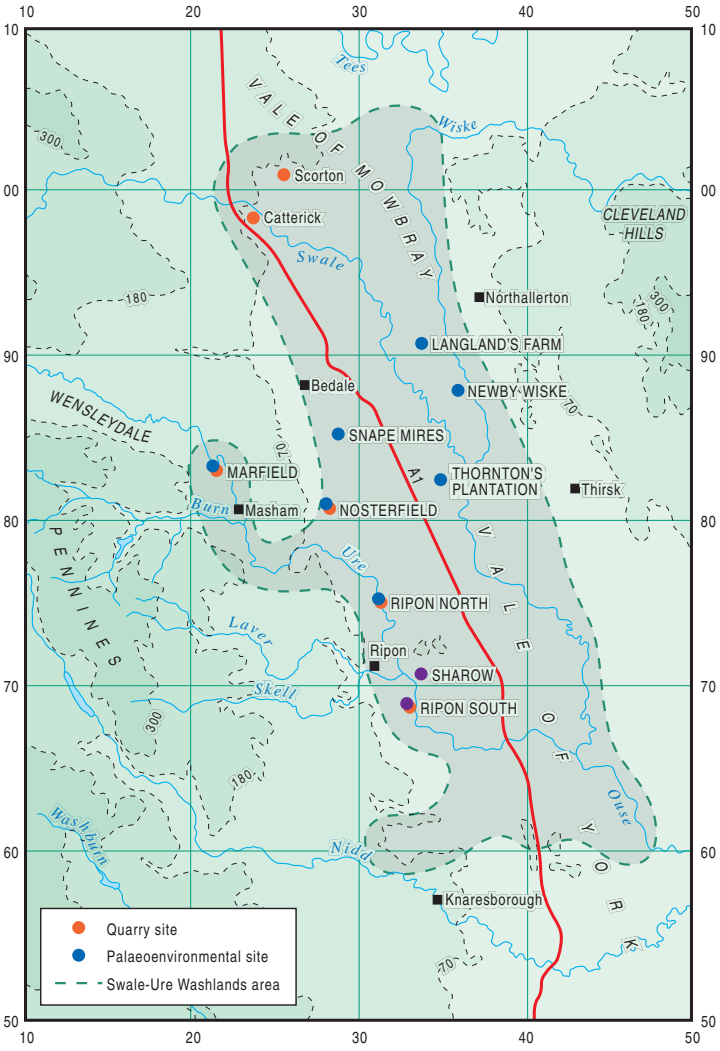 10
20
30
40
50
10
10
Tees
VALE OF MOWBRAY
Wiske
300
Scorton
00
00
Catterick
CLEVELAND
HILLS
Swale
180
Northallerton
300
180
LANGLAND'S FARM
90
90
Bedale
NEWBY WISKE
WENSLEYDALE
70
SNAPE MIRES
70
MARFIELD
A1
THORNTON'S
PLANTATION
Thirsk
Burn
Masham
NOSTERFIELD
80
80
PENNINES
Ure
VALE OF YORK
RIPON NORTH
Laver
Ripon
SHAROW
70
70
Skell
RIPON SOUTH
300
180
Ouse
Washburn
Nidd
60
60
Knaresborough
70
Quarry site
Palaeoenvironmental site
Swale-Ure Washlands area
50
50
10
20
30
40
50